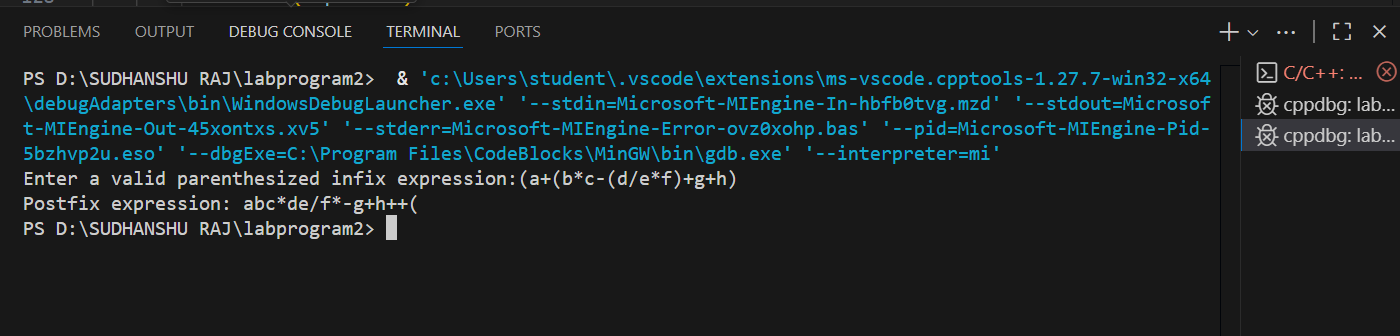 PROBLEMS OUTPUT DEBUG CONSOLE TERMINAL PORTS
PS D:\SUDHANSHU RAJ\labprogram2>  & 'c:\Users\student\.vscode\extensions\ms-vscode.cpptools-1.27.7-win32-x64
\debugAdapters\bin\WindowsDebugLauncher.exe' '--stdin=Microsoft-MIEngine-In-hbfb0tvg.mzd' '--stdout=Microsof
t-MIEngine-Out-45xontxs.xv5' '--stderr=Microsoft-MIEngine-Error-ovz0xohp.bas' '--pid=Microsoft-MIEngine-Pid-
5bzhvp2u.eso' '--dbgExe=C:\Program Files\CodeBlocks\MinGW\bin\gdb.exe' '--interpreter=mi'
Enter a valid parenthesized infix expression:(a+(b*c-(d/e*f)+g+h)
Postfix expression: abc*de/f*-g+h++(
PS D:\SUDHANSHU RAJ\labprogram2>
C/C++: ...
cppdbg: lab...
cppdbg: lab...